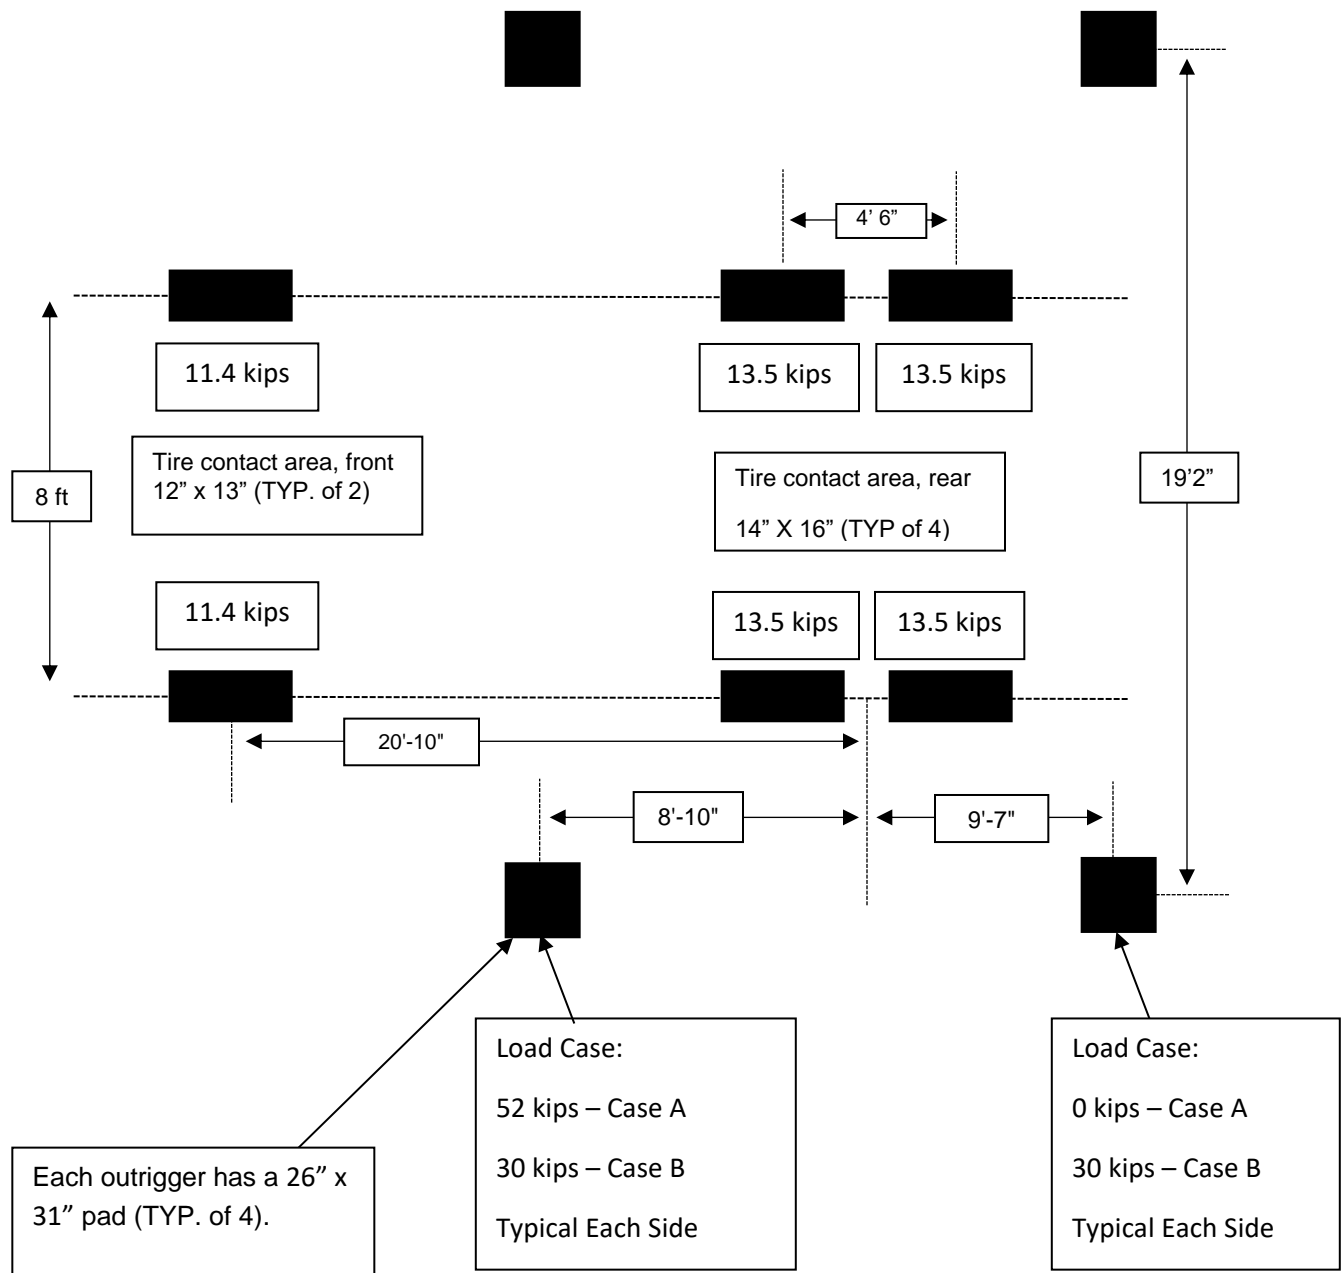 4’ 6”
11.4 kips
13.5 kips
13.5 kips
Tire contact area, front
12” x 13” (TYP. of 2)
Tire contact area, rear
14” X 16” (TYP of 4)
8 ft
19’2”
11.4 kips
13.5 kips
13.5 kips
20'-10"
8'-10"
9'-7"
Load Case:
52 kips – Case A
30 kips – Case B
Typical Each Side
Load Case:
0 kips – Case A
30 kips – Case B
Typical Each Side
Each outrigger has a 26” x
31” pad (TYP. of 4).